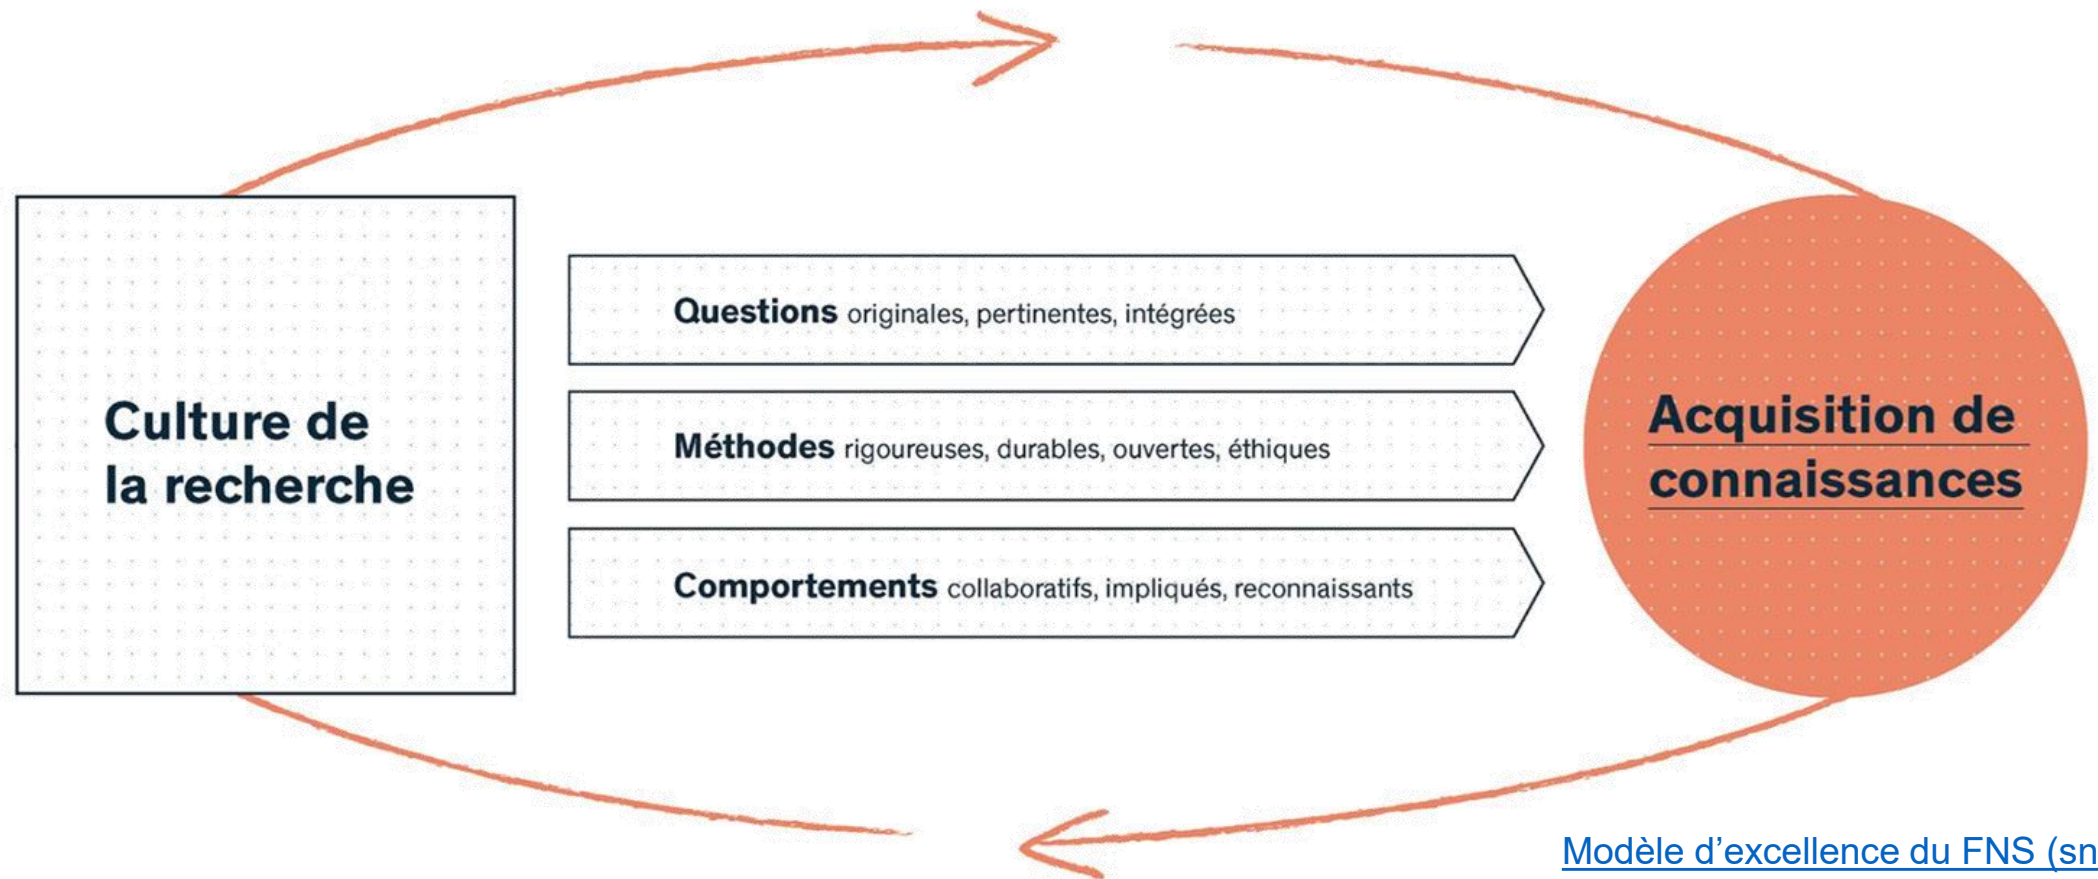 Culture de
la recherche
Questions originales, pertinentes, intégrées
Méthodes rigoureuses, durables, ouvertes, éthiques
Comportements collaboratifs, impliqués, reconnaissants
Acquisition de
connaissances
Modèle d’excellence du FNS (sn